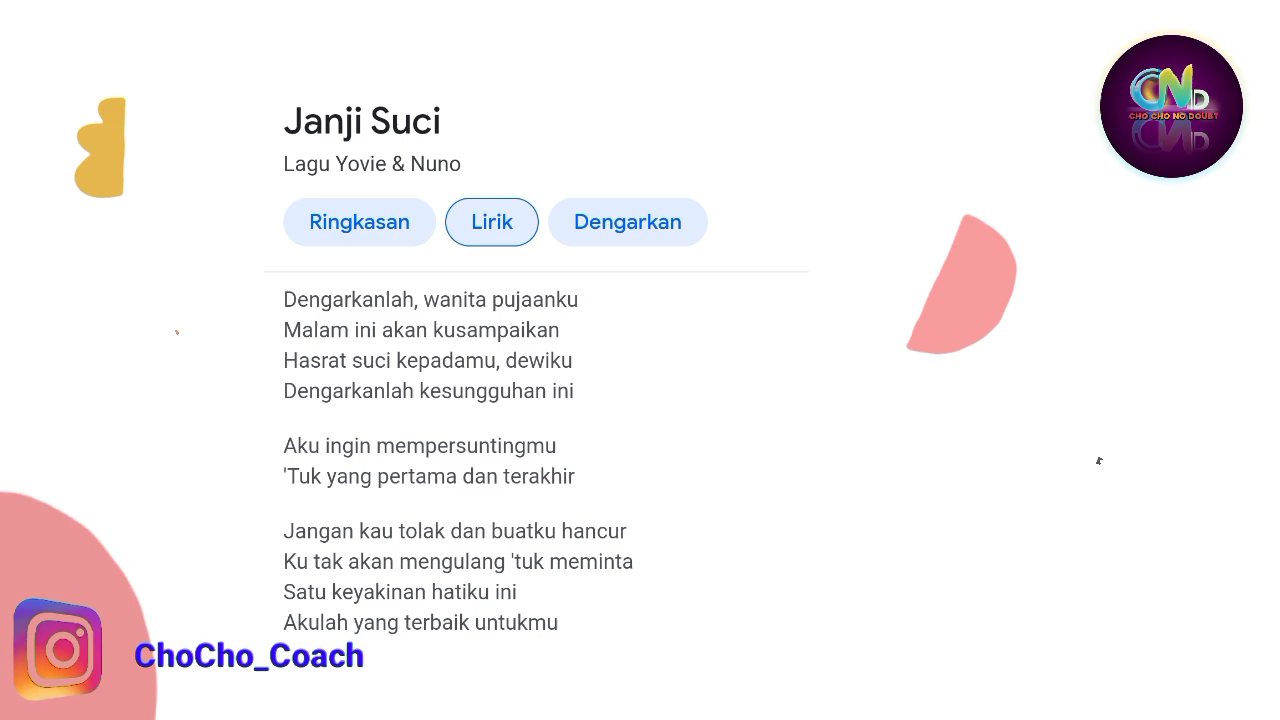 CND
CHO CHO NO DOUBT
Janji Suci
Lagu Yovie & Nuno
Ringkasan
Lirik
Dengarkan
Dengarkanlah, wanita pujaanku
Malam ini akan kusampaikan
Hasrat suci kepadamu, dewiku
Dengarkanlah kesungguhan ini
Aku ingin mempersuntingmu
'Tuk yang pertama dan terakhir
Jangan kau tolak dan buatku hancur
Ku tak akan mengulang 'tuk meminta
Satu keyakinan hatiku ini
Akulah yang terbaik untukmu
ChoCho_Coach